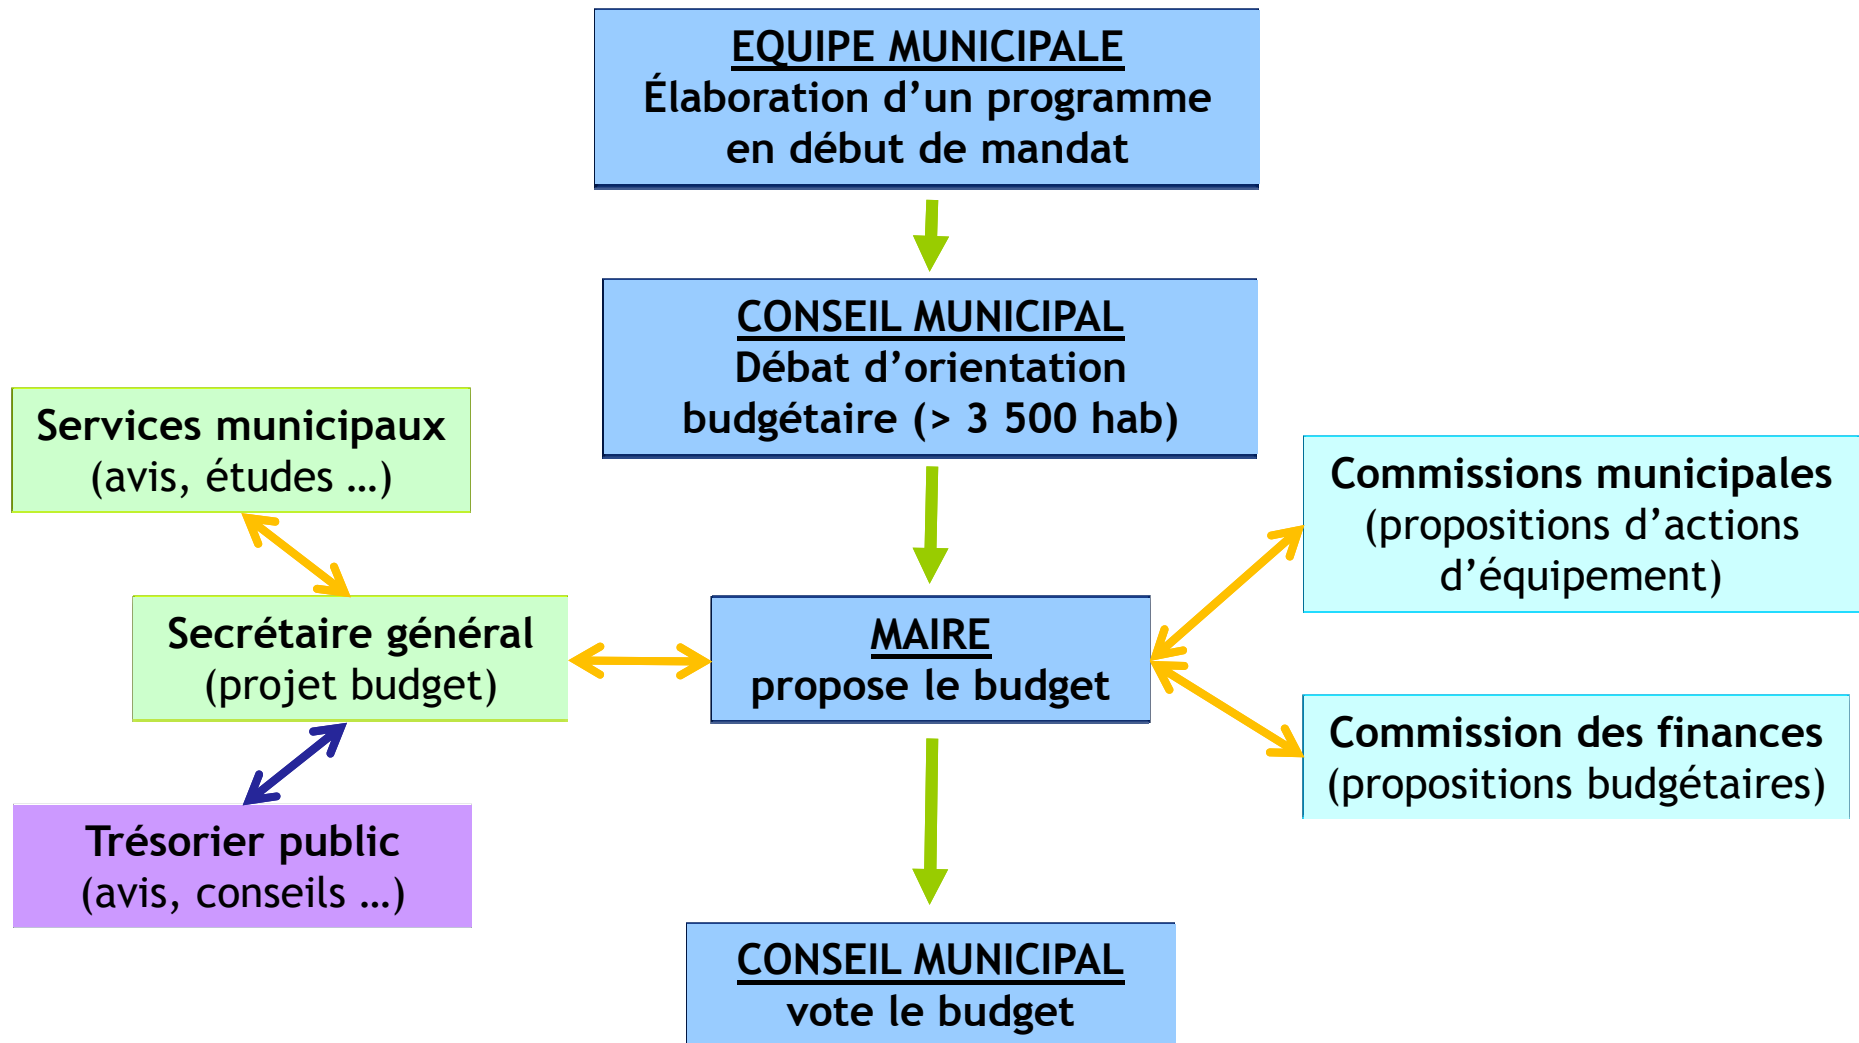 EQUIPE MUNICIPALE
Élaboration d’un programme
en début de mandat
CONSEIL MUNICIPAL
Débat d’orientation
budgétaire (> 3 500 hab)
Services municipaux
(avis, études …)
Commissions municipales
(propositions d’actions
d’équipement)
Secrétaire général
(projet budget)
MAIRE
propose le budget
Commission des finances
(propositions budgétaires)
Trésorier public
(avis, conseils …)
CONSEIL MUNICIPAL
vote le budget